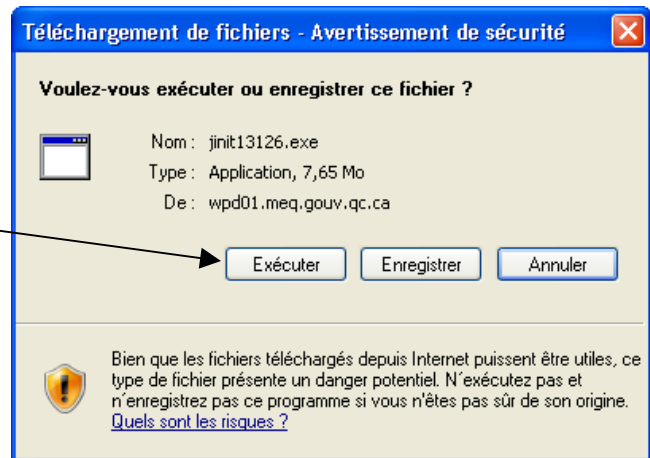 Téléchargement de fichiers - Avertissement de sécurité
Voulez-vous exécuter ou enregistrer ce fichier ?
Nom : jinit13126.exe
Type : Application, 7,65 Mo
De : wpd01.meq.gouv.qc.ca
Exécuter Enregistrer Annuler
Bien que les fichiers téléchargés depuis Internet puissent être utiles, ce
type de fichier présente un danger potentiel. N´exécutez pas et
n´enregistrez pas ce programme si vous n'êtes pas sûr de son origine.
Quels sont les risques ?